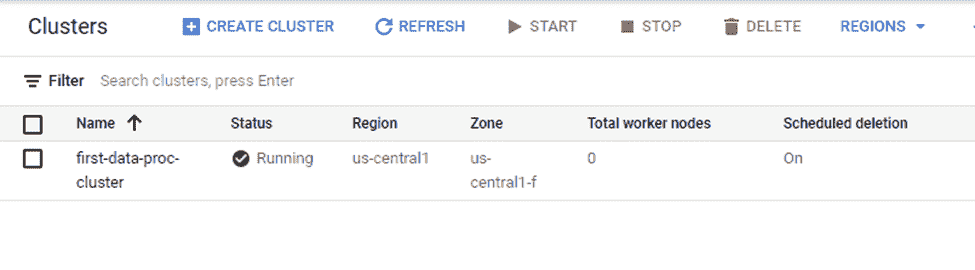 Clusters CREATE CLUSTER REFRESH START STOP DELETE REGIONS
Filter Search clusters, press Enter
Name Status Region Zone Total worker nodes Scheduled deletion
first-data-proc- Running us-central1 us- 0 On
cluster central1-f